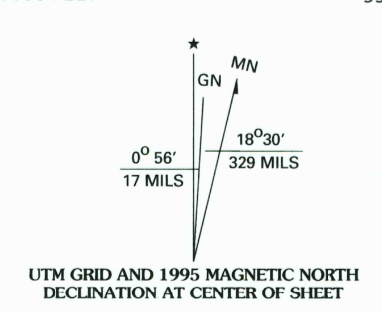 ★
MN
GN
18°30′
329 MILS
0° 56′
17 MILS
UTM GRID AND 1995 MAGNETIC NORTH
DECLINATION AT CENTER OF SHEET